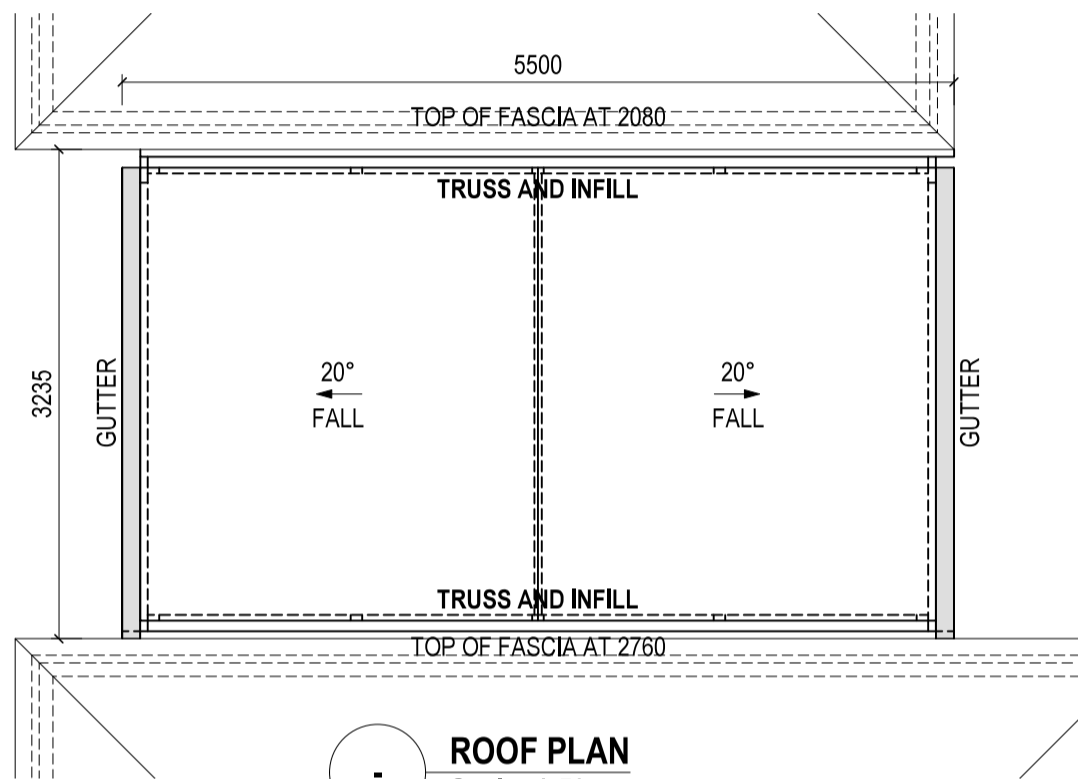 5500
TOP OF FASCIA AT 2080
TRUSS AND INFILL
3235
GUTTER
20°
FALL
20°
FALL
GUTTER
TRUSS AND INFILL
TOP OF FASCIA AT 2760
ROOF PLAN
-